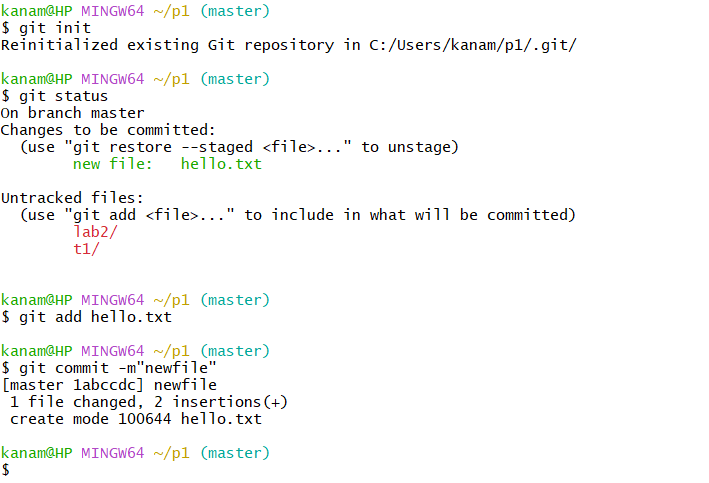 kanam@HP MINGW64 ~/p1 (master)
$ git init
Reinitialized existing Git repository in C:/Users/kanam/p1/.git/

kanam@HP MINGW64 ~/p1 (master)
$ git status
On branch master
Changes to be committed:
  (use "git restore --staged <file>..." to unstage)
        new file:   hello.txt

Untracked files:
  (use "git add <file>..." to include in what will be committed)
        lab2/
        t1/


kanam@HP MINGW64 ~/p1 (master)
$ git add hello.txt

kanam@HP MINGW64 ~/p1 (master)
$ git commit -m"newfile"
[master 1abccdc] newfile
 1 file changed, 2 insertions(+)
 create mode 100644 hello.txt

kanam@HP MINGW64 ~/p1 (master)
$